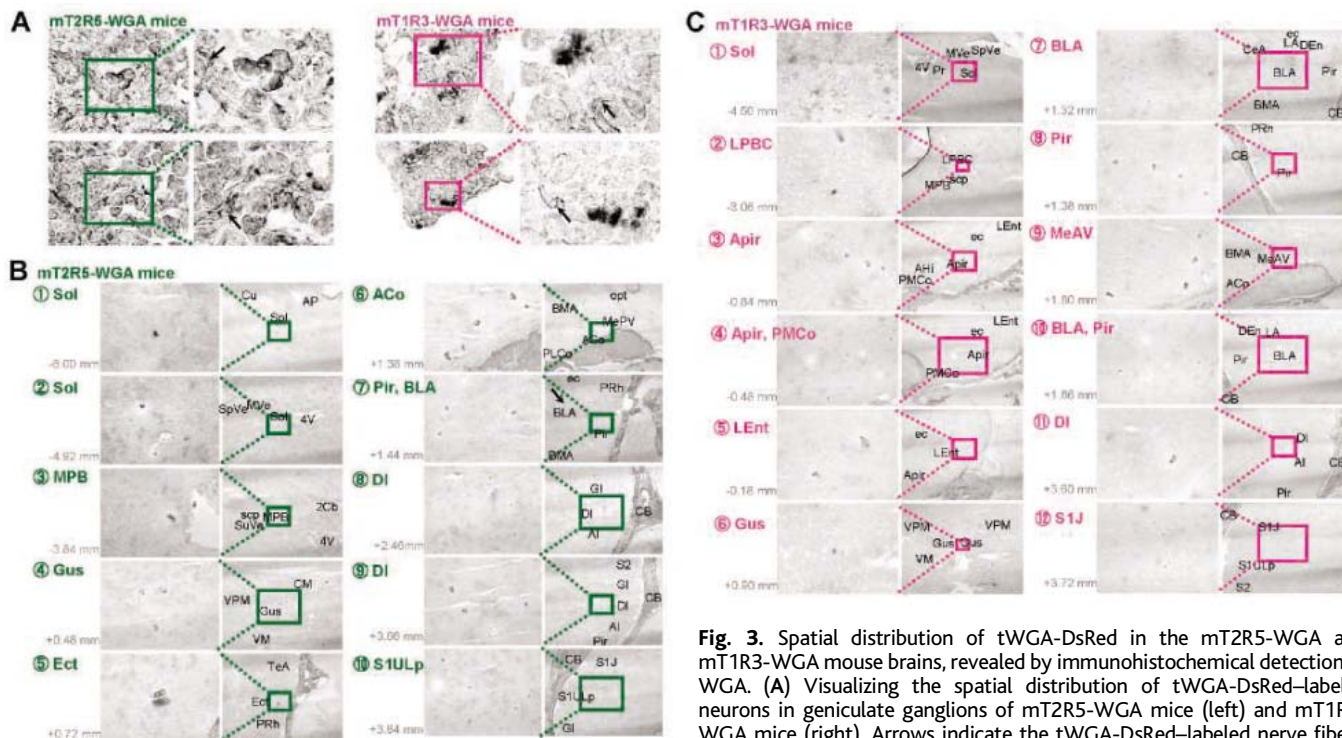 A
mT2R5-WGA mice
mT1R3-WGA mice
B
mT2R5-WGA mice
① Sol
Cu
AP
Sol
② Sol
-4.92 mm
SpVe
MVe
Sol
4V
③ MPB
-3.84 mm
scp
MPB
SuVe
2Cb
4V
④ Gus
+0.48 mm
CM
VPM
Gus
VM
⑤ Ect
+0.72 mm
TeA
Ect
PRh
⑥ ACo
+1.38 mm
opt
BMA
MePV
ACo
PLCo
⑦ Pir, BLA
+1.44 mm
ec
PRh
BLA
Pir
BMA
⑧ DI
+2.46 mm
GI
DI
CB
AI
⑨ DI
S2
GI
CB
DI
AI
Pir
⑩ S1ULp
+3.84 mm
CB
S1J
S1ULp
GI
C
mT1R3-WGA mice
① Sol
-4.50 mm
MVe
SpVe
4V
Pr
Sol
② LPBC
-3.06 mm
LPBC
scp
MPB
③ Apir
-0.84 mm
LEnt
ec
Apir
AHi
PMCo
④ Apir, PMCo
-0.48 mm
LEnt
ec
Apir
PMCo
⑤ LEnt
-0.18 mm
ec
LEnt
Apir
⑥ Gus
+0.90 mm
VPM
VPM
Gus
Gus
VM
⑦ BLA
+1.32 mm
ec
LA
DEn
CeA
BLA
Pir
BMA
CB
⑧ Pir
+1.38 mm
PRh
CB
Pir
⑨ MeAV
+1.80 mm
BMA
MeAV
ACo
⑩ BLA, Pir
+1.86 mm
DEn
LA
Pir
BLA
CB
⑪ DI
+3.60 mm
DI
AI
CB
Pir
⑫ S1J
+3.72 mm
CB
S1J
S1ULp
S2
Fig. 3. Spatial distribution of tWGA-DsRed in the mT2R5-WGA a
mT1R3-WGA mouse brains, revealed by immunohistochemical detection
WGA. (A) Visualizing the spatial distribution of tWGA-DsRed–label
neurons in geniculate ganglions of mT2R5-WGA mice (left) and mT1R
WGA mice (right). Arrows indicate the tWGA-DsRed–labeled nerve fibe